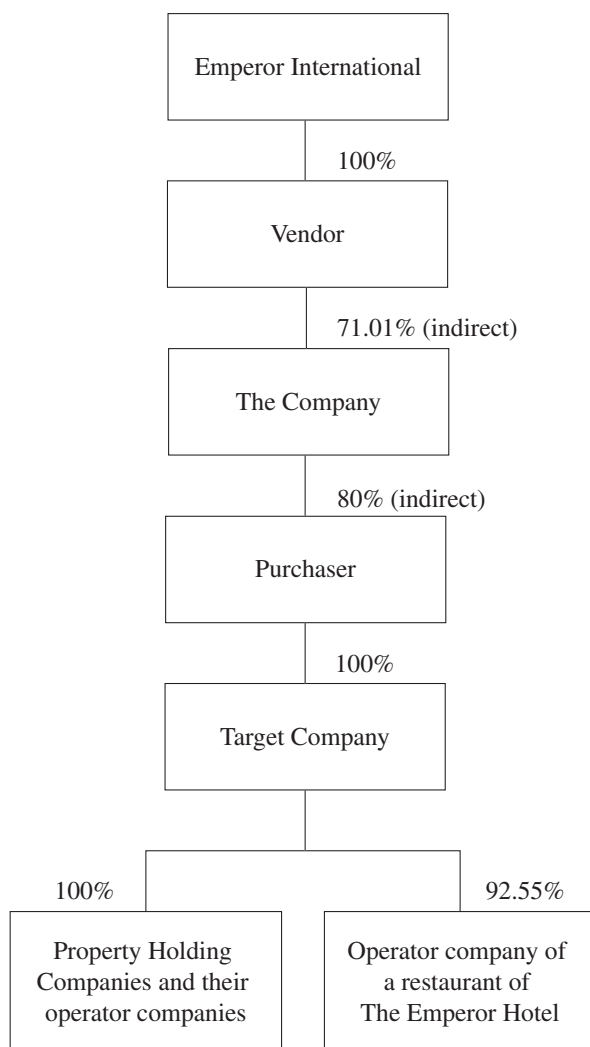 Emperor International
100%
Vendor
71.01% (indirect)
The Company
80% (indirect)
Purchaser
100%
Target Company
100%
92.55%
Property Holding
Companies and their
operator companies
Operator company of
a restaurant of
The Emperor Hotel